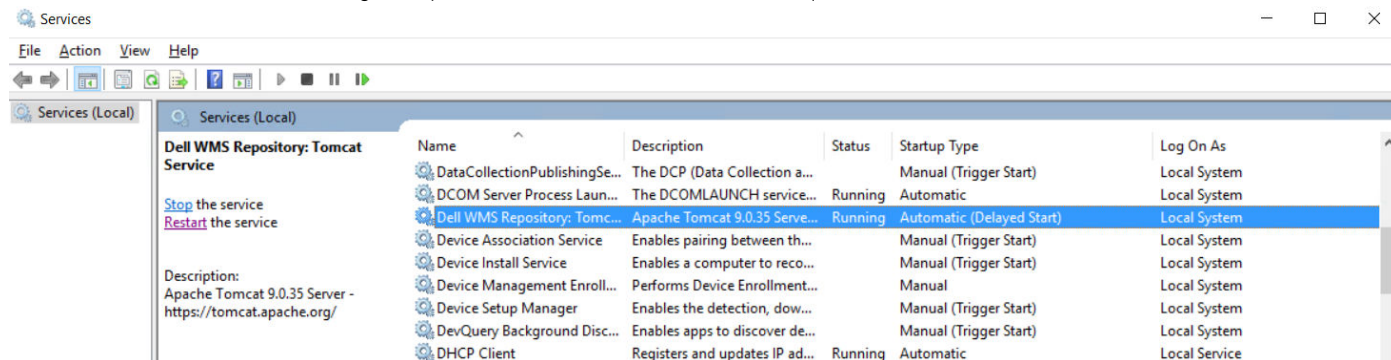 Services
File Action View Help
Services (Local)
Services (Local)
Dell WMS Repository: Tomcat
Service
Stop the service
Restart the service
Description:
Apache Tomcat 9.0.35 Server -
https://tomcat.apache.org/
Name Description Status Startup Type Log On As
DataCollectionPublishingSe... The DCP (Data Collection a... Manual (Trigger Start) Local System
DCOM Server Process Laun... The DCOMLAUNCH service... Running Automatic Local System
Dell WMS Repository: Tomc... Apache Tomcat 9.0.35 Serve... Running Automatic (Delayed Start) Local System
Device Association Service Enables pairing between th... Manual (Trigger Start) Local System
Device Install Service Enables a computer to reco... Manual (Trigger Start) Local System
Device Management Enroll... Performs Device Enrollment... Manual Local System
Device Setup Manager Enables the detection, dow... Manual (Trigger Start) Local System
DevQuery Background Disc... Enables apps to discover de... Manual (Trigger Start) Local System
DHCP Client Registers and updates IP ad... Running Automatic Local Service